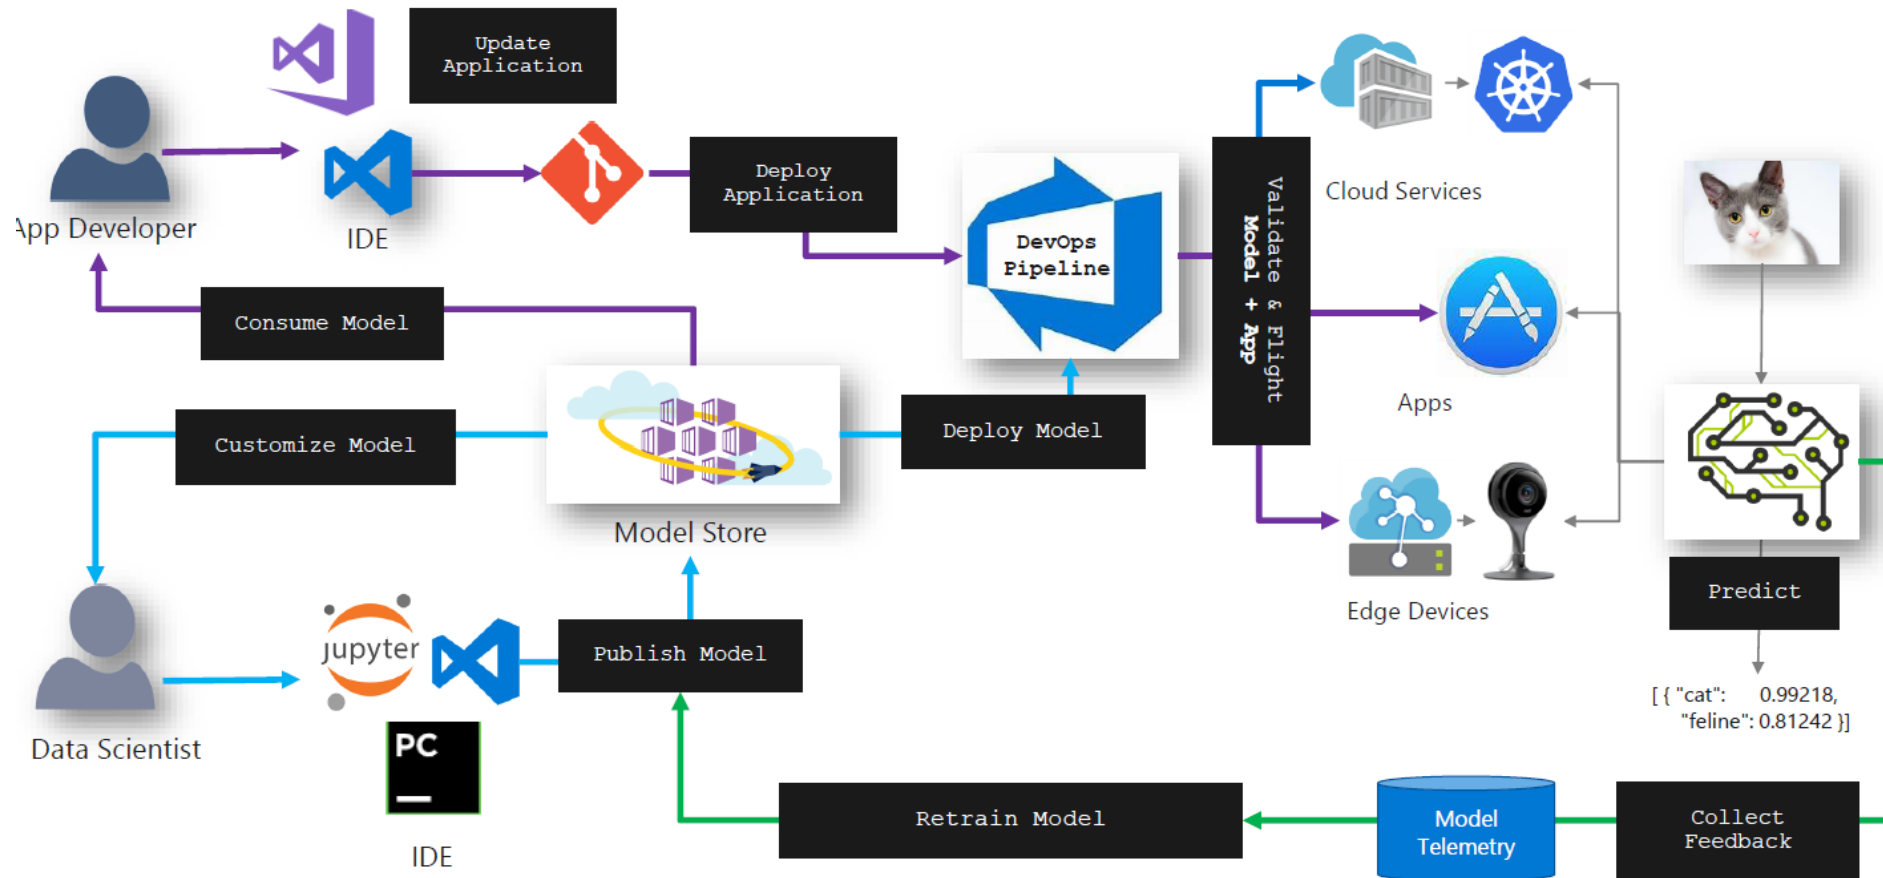 Update
Application
App Developer
IDE
Deploy
Application
DevOps
Pipeline
Validate & Flight
Model + App
Cloud Services
Consume Model
Apps
Customize Model
Deploy Model
Model Store
Edge Devices
Predict
[ { "cat": 0.99218,
"feline": 0.81242 }]
jupyter
Publish Model
Data Scientist
PC
IDE
Retrain Model
Model
Telemetry
Collect
Feedback